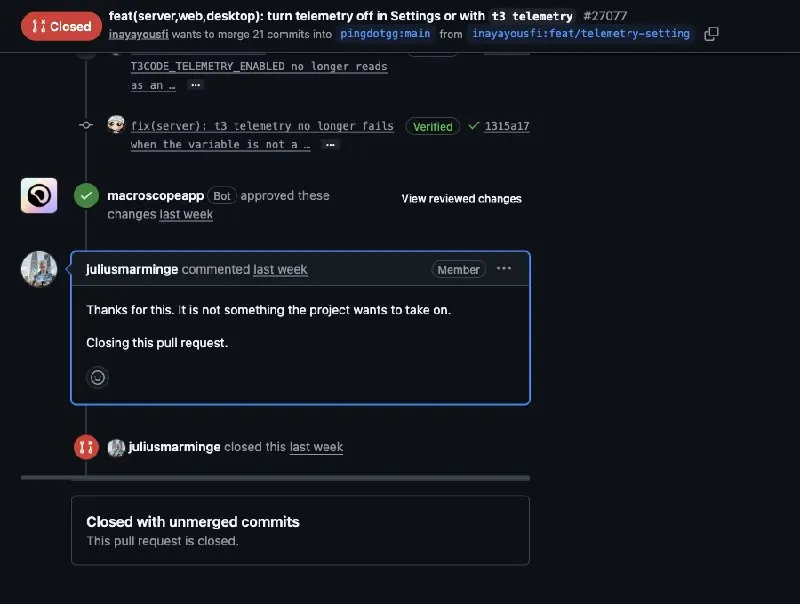 Closed
feat(server,web,desktop): turn telemetry off in Settings or with t3 telemetry #27077
inayayousfi wants to merge 21 commits into pingdotgg:main from inayayousfi:feat/telemetry-setting
T3CODE_TELEMETRY_ENABLED no longer reads
as an … ...
fix(server): t3 telemetry no longer fails Verified 1315a17
when the variable is not a … ...
macroscopeapp Bot approved these
changes last week
View reviewed changes
juliusmarminge commented last week Member ...
Thanks for this. It is not something the project wants to take on.
Closing this pull request.
juliusmarminge closed this last week
Closed with unmerged commits
This pull request is closed.